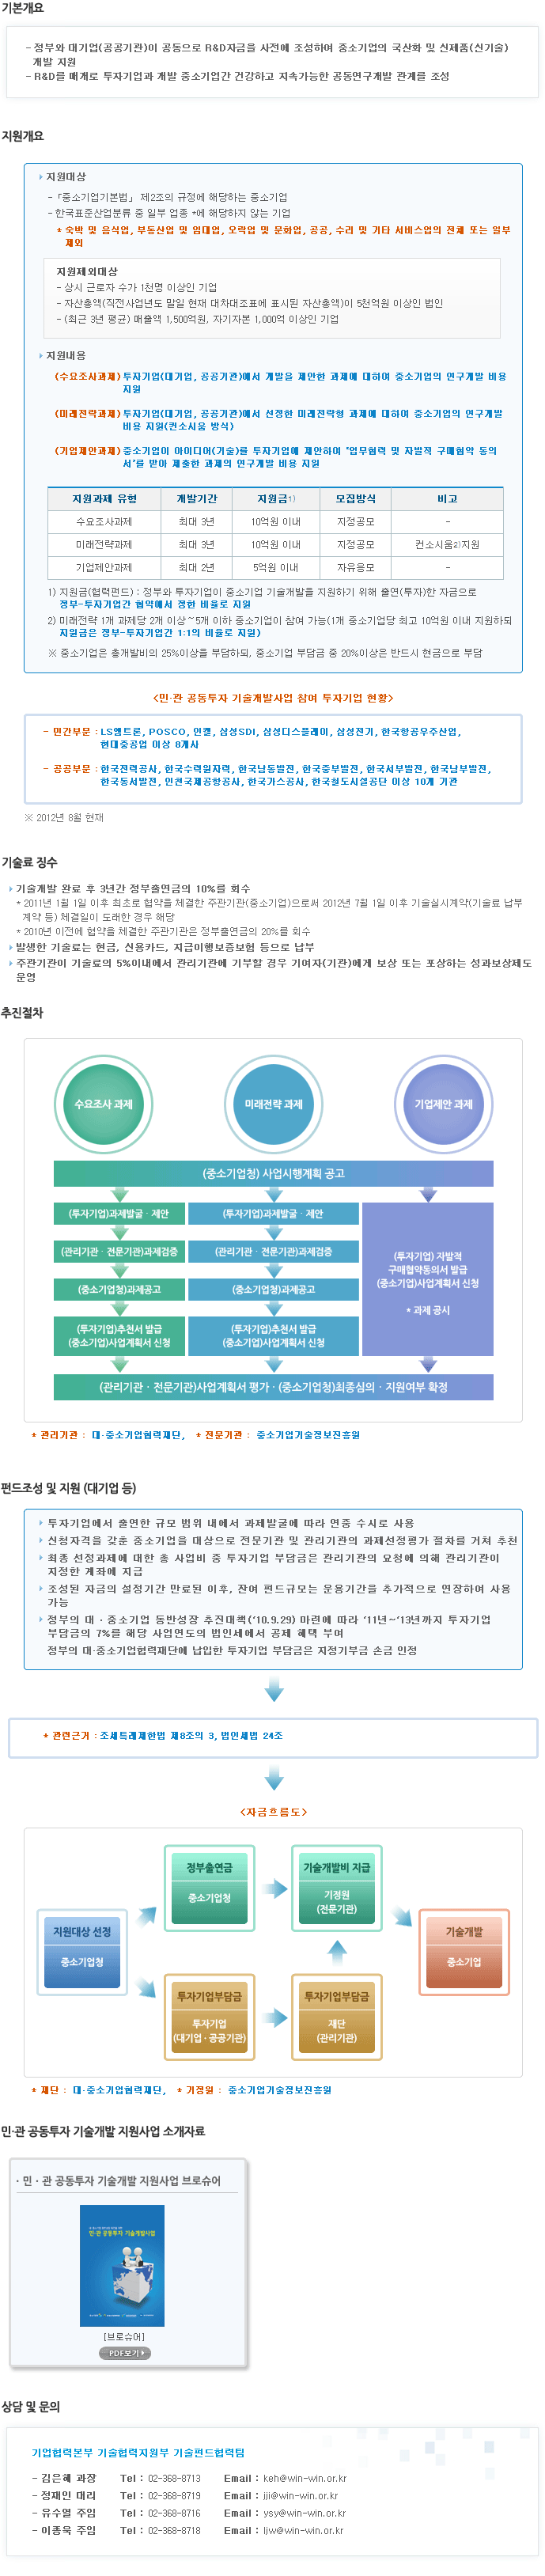 기본개요
- 정부와 대기업(공공기관)이 공동으로 R&D자금을 사전에 조성하여 중소기업의 국산화 및 신제품(신기술)
개발 지원
- R&D를 매개로 투자기업과 개발 중소기업간 건강하고 지속가능한 공동연구개발 관계를 조성
지원개요
지원대상
- 「중소기업기본법」 제2조의 규정에 해당하는 중소기업
- 한국표준산업분류 중 일부 업종 *에 해당하지 않는 기업
* 숙박 및 음식업, 부동산업 및 임대업, 오락업 및 문화업, 공공, 수리 및 기타 서비스업의 전체 또는 일부
제외
지원제외대상
- 상시 근로자 수가 1천명 이상인 기업
- 자산총액(직전사업년도 말일 현재 대차대조표에 표시된 자산총액)이 5천억원 이상인 법인
- (최근 3년 평균) 매출액 1,500억원, 자기자본 1,000억 이상인 기업
지원내용
(수요조사과제) 투자기업(대기업, 공공기관)에서 개발을 제안한 과제에 대하여 중소기업의 연구개발 비용
지원
(미래전략과제) 투자기업(대기업, 공공기관)에서 선정한 미래전략형 과제에 대하여 중소기업의 연구개발
비용 지원(컨소시움 방식)
(기업제안과제) 중소기업이 아이디어(기술)를 투자기업에 제안하여 '업무협력 및 자발적 구매협약 동의
서'를 받아 제출한 과제의 연구개발 비용 지원
지원과제 유형 개발기간 지원금1) 모집방식 비고
수요조사과제 최대 3년 10억원 이내 지정공모 -
미래전략과제 최대 3년 10억원 이내 지정공모 컨소시움2)지원
기업제안과제 최대 2년 5억원 이내 자유응모 -
1) 지원금(협력펀드) : 정부와 투자기업이 중소기업 기술개발을 지원하기 위해 출연(투자)한 자금으로
정부-투자기업간 협약에서 정한 비율로 지원
2) 미래전략 1개 과제당 2개 이상~5개 이하 중소기업이 참여 가능(1개 중소기업당 최고 10억원 이내 지원하되
지원금은 정부-투자기업간 1:1의 비율로 지원)
※ 중소기업은 총개발비의 25%이상을 부담하되, 중소기업 부담금 중 20%이상은 반드시 현금으로 부담
<민·관 공동투자 기술개발사업 참여 투자기업 현황>
- 민간부문 : LS엠트론, POSCO, 인켈, 삼성SDI, 삼성디스플레이, 삼성전기, 한국항공우주산업,
현대중공업 이상 8개사
- 공공부문 : 한국전력공사, 한국수력원자력, 한국남동발전, 한국중부발전, 한국서부발전, 한국남부발전,
한국동서발전, 인천국제공항공사, 한국가스공사, 한국철도시설공단 이상 10개 기관
※ 2012년 8월 현재
기술료 징수
기술개발 완료 후 3년간 정부출연금의 10%를 회수
* 2011년 1월 1일 이후 최초로 협약을 체결한 주관기관(중소기업)으로써 2012년 7월 1일 이후 기술실시계약(기술료 납부
계약 등) 체결일이 도래한 경우 해당
* 2010년 이전에 협약을 체결한 주관기관은 정부출연금의 20%를 회수
발생한 기술료는 현금, 신용카드, 지급이행보증보험 등으로 납부
주관기관이 기술료의 5%이내에서 관리기관에 기부할 경우 기여자(기관)에게 보상 또는 포상하는 성과보상제도
운영
추진절차
수요조사 과제
미래전략 과제
기업제안 과제
(중소기업청) 사업시행계획 공고
(투자기업)과제발굴 · 제안
(투자기업)과제발굴 · 제안
(관리기관 · 전문기관)과제검증
(관리기관 · 전문기관)과제검증
(중소기업청)과제공고
(중소기업청)과제공고
(투자기업)추천서 발급
(중소기업)사업계획서 신청
(투자기업)추천서 발급
(중소기업)사업계획서 신청
(투자기업) 자발적
구매협약동의서 발급
(중소기업)사업계획서 신청
* 과제 공시
(관리기관 · 전문기관)사업계획서 평가 · (중소기업청)최종심의 · 지원여부 확정
* 관리기관 : 대·중소기업협력재단, * 전문기관 : 중소기업기술정보진흥원
펀드조성 및 지원 (대기업 등)
투자기업에서 출연한 규모 범위 내에서 과제발굴에 따라 연중 수시로 사용
신청자격을 갖춘 중소기업을 대상으로 전문기관 및 관리기관의 과제선정평가 절차를 거쳐 추천
최종 선정과제에 대한 총 사업비 중 투자기업 부담금은 관리기관의 요청에 의해 관리기관이
지정한 계좌에 지급
조성된 자금의 설정기간 만료된 이후, 잔여 펀드규모는 운용기간을 추가적으로 연장하여 사용
가능
정부의 대 · 중소기업 동반성장 추진대책('10.9.29) 마련에 따라 '11년~'13년까지 투자기업
부담금의 7%를 해당 사업연도의 법인세에서 공제 혜택 부여
정부의 대·중소기업협력재단에 납입한 투자기업 부담금은 지정기부금 손금 인정
* 관련근거 : 조세특례제한법 제8조의 3, 법인세법 24조
<자금흐름도>
정부출연금
중소기업청
기술개발비 지급
기정원
(전문기관)
지원대상 선정
중소기업청
기술개발
중소기업
투자기업부담금
투자기업
(대기업 · 공공기관)
투자기업부담금
재단
(관리기관)
* 재단 : 대·중소기업협력재단, * 기정원 : 중소기업기술정보진흥원
민·관 공동투자 기술개발 지원사업 소개자료
· 민 · 관 공동투자 기술개발 지원사업 브로슈어
민·관 공동투자 기술개발사업
[브로슈어]
PDF보기
상담 및 문의
기업협력본부 기술협력지원부 기술펀드협력팀
- 김은혜 과장 Tel : 02-368-8713 Email : keh@win-win.or.kr
- 정재인 대리 Tel : 02-368-8719 Email : jji@win-win.or.kr
- 유수열 주임 Tel : 02-368-8716 Email : ysy@win-win.or.kr
- 이종욱 주임 Tel : 02-368-8718 Email : ljw@win-win.or.kr